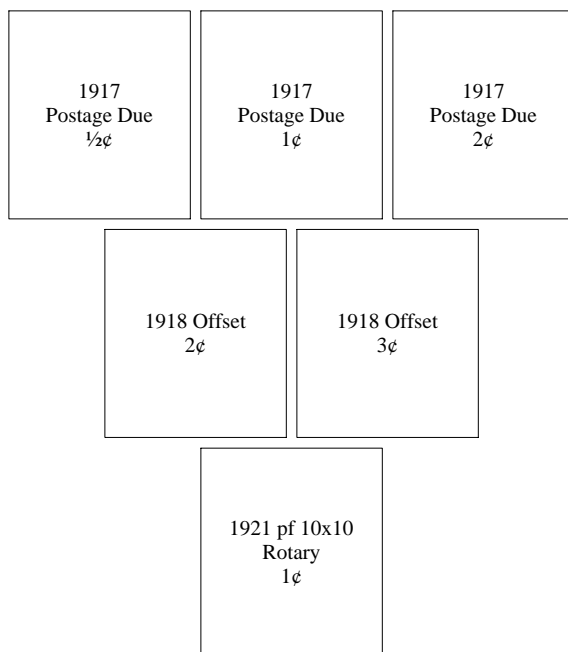 1917
Postage Due
½¢
1917
Postage Due
1¢
1917
Postage Due
2¢
1918 Offset
2¢
1918 Offset
3¢
1921 pf 10x10
Rotary
1¢